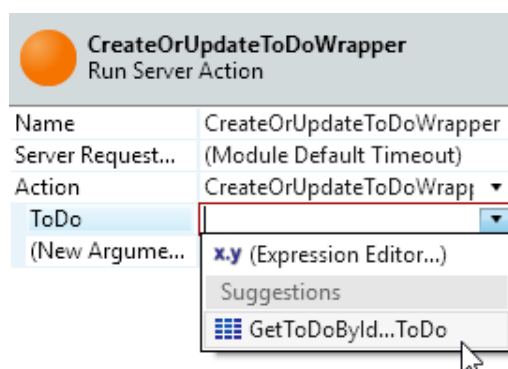 CreateOrUpdateToDoWrapper
Run Server Action
Name CreateOrUpdateToDoWrapper
Server Request... (Module Default Timeout)
Action CreateOrUpdateToDoWrap
ToDo
(New Argume... x.y (Expression Editor...)
Suggestions
GetToDoById...ToDo